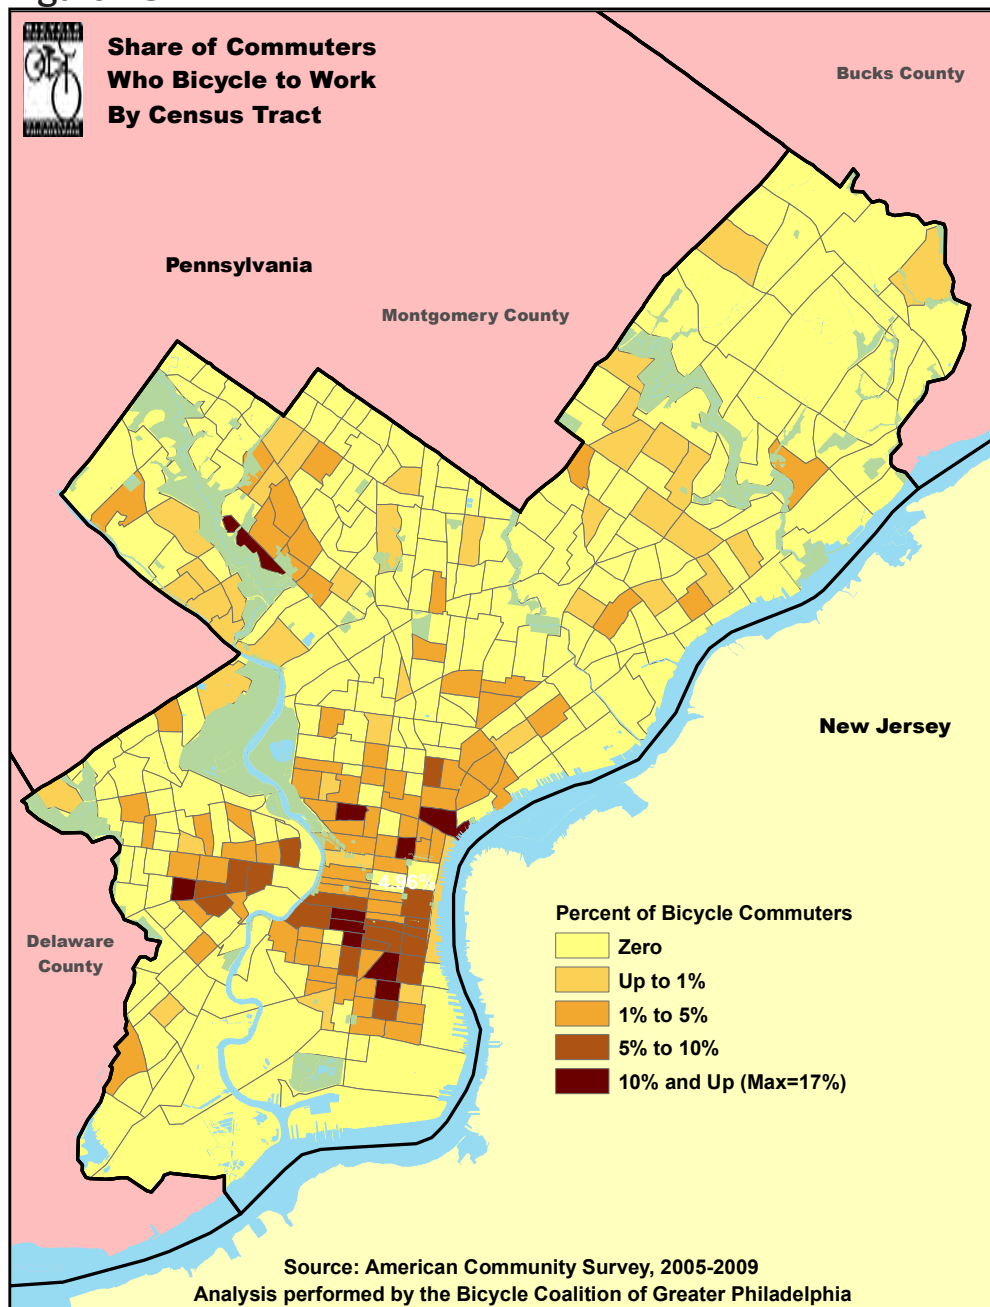 Share of Commuters
Who Bicycle to Work
By Census Tract
Bucks County
Pennsylvania
Montgomery County
New Jersey
4.96%
Delaware
County
Percent of Bicycle Commuters
Zero
Up to 1%
1% to 5%
5% to 10%
10% and Up (Max=17%)
Source: American Community Survey, 2005-2009
Analysis performed by the Bicycle Coalition of Greater Philadelphia